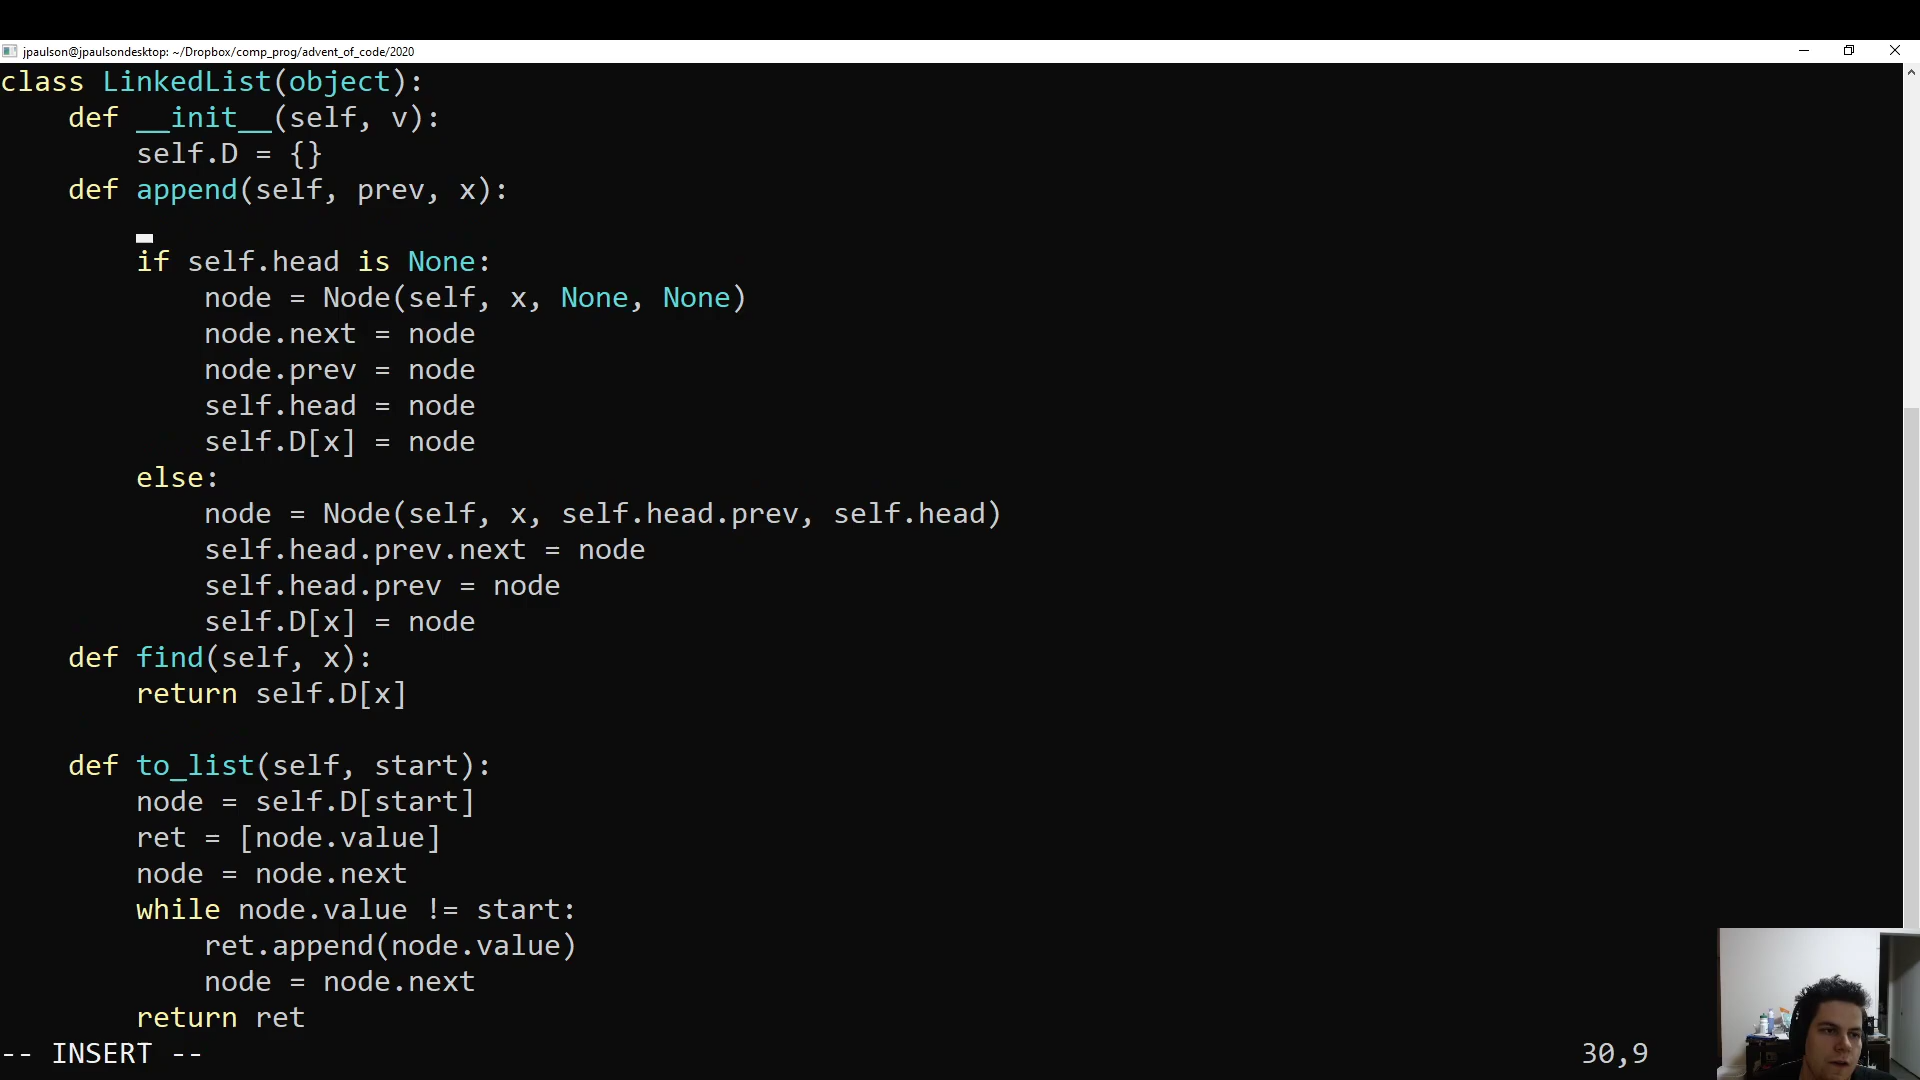 jpaulson@jpaulsondesktop: ~/Dropbox/comp_prog/advent_of_code/2020
class LinkedList(object):
    def __init__(self, v):
        self.D = {}
    def append(self, prev, x):
        if self.head is None:
            node = Node(self, x, None, None)
            node.next = node
            node.prev = node
            self.head = node
            self.D[x] = node
        else:
            node = Node(self, x, self.head.prev, self.head)
            self.head.prev.next = node
            self.head.prev = node
            self.D[x] = node
    def find(self, x):
        return self.D[x]
    def to_list(self, start):
        node = self.D[start]
        ret = [node.value]
        node = node.next
        while node.value != start:
            ret.append(node.value)
            node = node.next
        return ret
-- INSERT -- 30,9